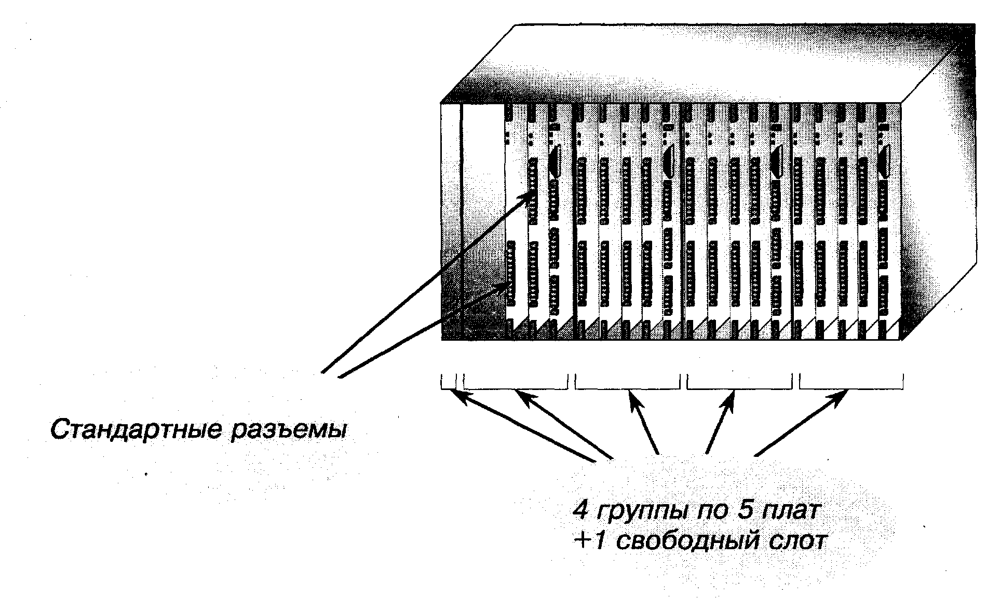 Стандартные разъемы
4 группы по 5 плат
+1 свободный слот